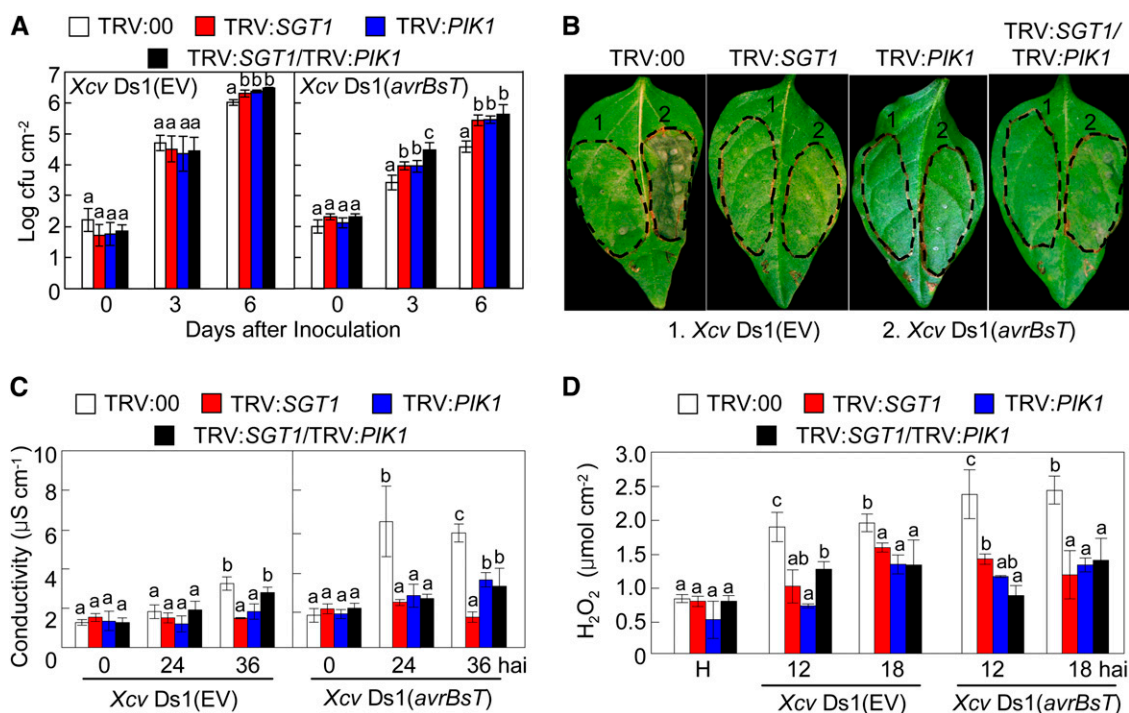 A
TRV:00 TRV:SGT1 TRV:PIK1
TRV:SGT1/TRV:PIK1
Log cfu cm-2
7
6
5
4
3
2
1
0
Xcv Ds1(EV)
Xcv Ds1(avrBsT)
a a a a
a a a a
a b b b
a a a a
a b b c
a b b b
0 3 6 0 3 6
Days after Inoculation
B
TRV:00 TRV:SGT1 TRV:PIK1 TRV:SGT1/
TRV:PIK1
1 2
1 2
1 2
1 2
1. Xcv Ds1(EV) 2. Xcv Ds1(avrBsT)
C
TRV:00 TRV:SGT1 TRV:PIK1
TRV:SGT1/TRV:PIK1
Conductivity (µS cm-1)
10
8
6
4
2
0
a a a a
a a a a
b a a b
a a a a
b a a a
c a b b
0 24 36 0 24 36 hai
Xcv Ds1(EV) Xcv Ds1(avrBsT)
D
TRV:00 TRV:SGT1 TRV:PIK1
TRV:SGT1/TRV:PIK1
H2O2 (µmol cm-2)
3.0
2.5
2.0
1.5
1.0
0.5
0
a a a a
c ab a b
b a a a
c b ab a
b a a a
H 12 18 12 18 hai
Xcv Ds1(EV) Xcv Ds1(avrBsT)